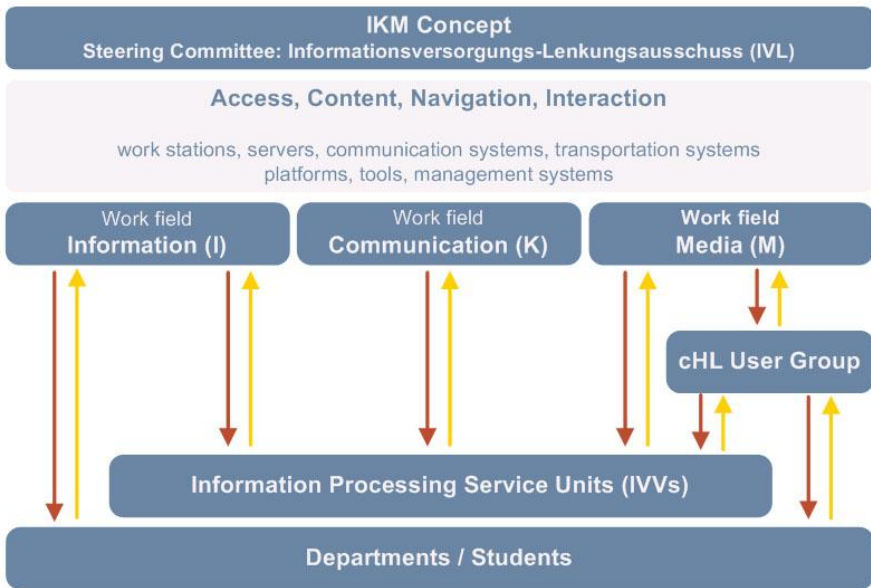 IKM Concept
Steering Committee: Informationsversorgungs-Lenkungsausschuss (IVL)
Access, Content, Navigation, Interaction
work stations, servers, communication systems, transportation systems
platforms, tools, management systems
Work field
Information (I)
Work field
Communication (K)
Work field
Media (M)
cHL User Group
Information Processing Service Units (IVVs)
Departments / Students